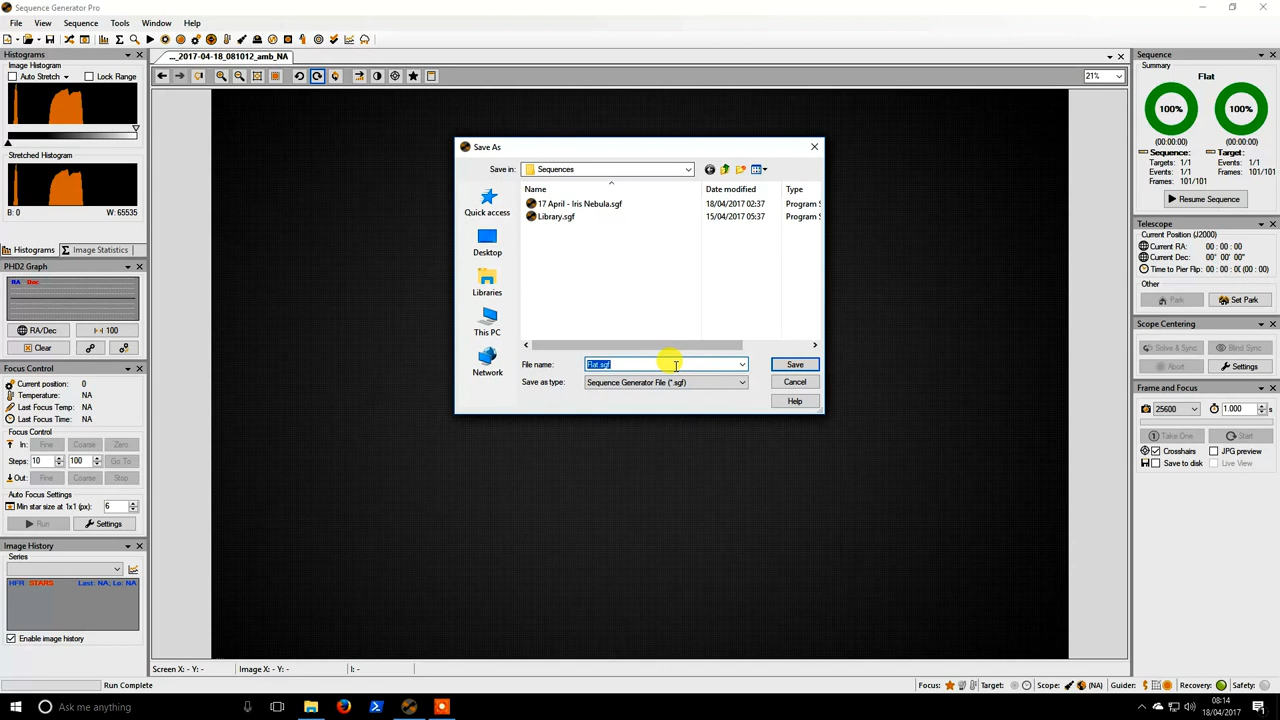 Sequence Generator Pro
File View Sequence Tools Window Help
Histograms
Image Histogram
Auto Stretch
Lock Range
Stretched Histogram
B: 0 W: 65535
Histograms
Image Statistics
PHD2 Graph
RA Dec
RA/Dec
100
Clear
Focus Control
Current position: 0
Temperature: NA
Last Focus Temp: NA
Last Focus Time: NA
Focus Control
In: Fine Coarse Zero
Steps: 10 100 Go To
Out: Fine Coarse Stop
Auto Focus Settings
Min star size at 1x1 (px): 6
Run
Settings
Image History
Series
HFR STARS Last: NA; Lo: NA
Enable image history
..._2017-04-18_081012_amb_NA
21%
Save As
Save in: Sequences
Quick access
Desktop
Libraries
This PC
Network
Name Date modified Type
17 April - Iris Nebula.sgf 18/04/2017 02:37 Program S
Library.sgf 15/04/2017 05:37 Program S
File name: Flat.sgf
Save
Save as type: Sequence Generator File (*.sgf)
Cancel
Help
Screen X: - Y: - Image X: - Y: - I: -
Sequence
Summary
Flat
100% 100%
(00:00:00) (00:00:00)
Sequence: Target:
Targets: 1/1 Events: 1/1
Events: 1/1 Frames: 101/101
Frames: 101/101
Resume Sequence
Telescope
Current Position (J2000)
Current RA: 00 : 00 : 00
Current Dec: 00° 00' 00"
Time to Pier Flip: 00 : 00 : 0( (00 : 00
Other
Park
Set Park
Scope Centering
Solve & Sync
Blind Sync
Abort
Settings
Frame and Focus
25600 1.000 s
Take One
Start
Crosshairs
JPG preview
Save to disk
Live View
Run Complete
Focus: Target: Scope: (NA) Guider: Recovery: Safety:
Ask me anything
08:14
18/04/2017
1